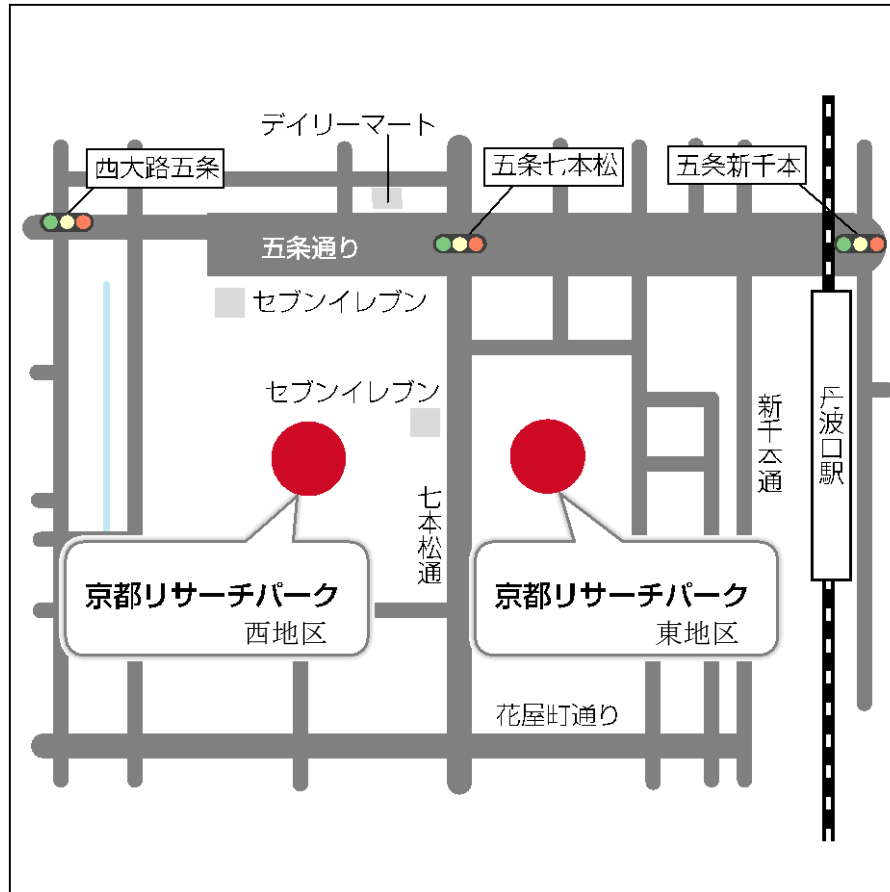 デイリーマート
西大路五条
五条七本松
五条新千本
五条通り
セブンイレブン
セブンイレブン
新千本通
丹波口駅
七本松通
京都リサーチパーク
西地区
京都リサーチパーク
東地区
花屋町通り